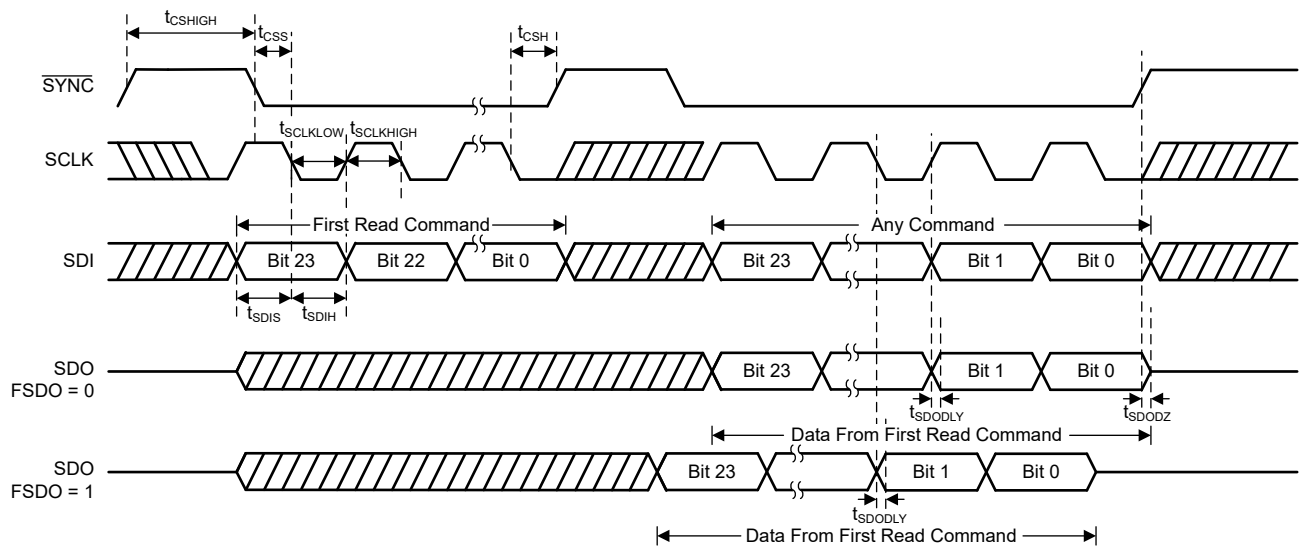 tCSHIGH
tCSS
tCSH
SYNC
tSCLKLOW tSCLKHIGH
SCLK
First Read Command Any Command
SDI Bit 23 Bit 22 Bit 0 Bit 23 Bit 1 Bit 0
tSDIS tSDIH
SDO
FSDO = 0
Bit 23 Bit 1 Bit 0
tSDODLY tSDODZ
Data From First Read Command
SDO
FSDO = 1
Bit 23 Bit 1 Bit 0
tSDODLY
Data From First Read Command